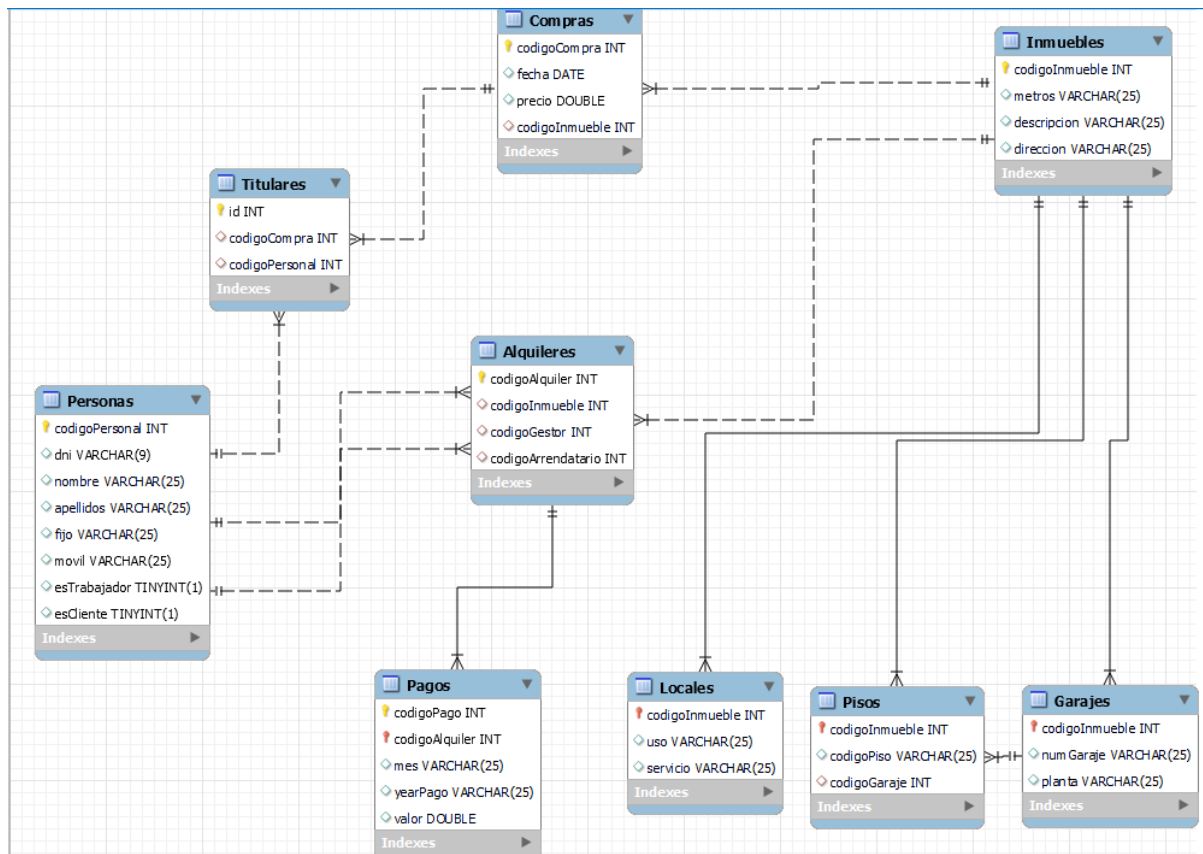 Compras
codigoCompra INT
fecha DATE
precio DOUBLE
codigoInmueble INT
Indexes
Inmuebles
codigoInmueble INT
metros VARCHAR(25)
descripcion VARCHAR(25)
direccion VARCHAR(25)
Indexes
Titulares
id INT
codigoCompra INT
codigoPersonal INT
Indexes
Alquileres
codigoAlquiler INT
codigoInmueble INT
codigoGestor INT
codigoArrendatario INT
Indexes
Personas
codigoPersonal INT
dni VARCHAR(9)
nombre VARCHAR(25)
apellidos VARCHAR(25)
fijo VARCHAR(25)
movil VARCHAR(25)
esTrabajador TINYINT(1)
esCliente TINYINT(1)
Indexes
Pagos
codigoPago INT
codigoAlquiler INT
mes VARCHAR(25)
yearPago VARCHAR(25)
valor DOUBLE
Indexes
Locales
codigoInmueble INT
uso VARCHAR(25)
servicio VARCHAR(25)
Indexes
Pisos
codigoInmueble INT
codigoPiso VARCHAR(25)
codigoGaraje INT
Indexes
Garajes
codigoInmueble INT
numGaraje VARCHAR(25)
planta VARCHAR(25)
Indexes